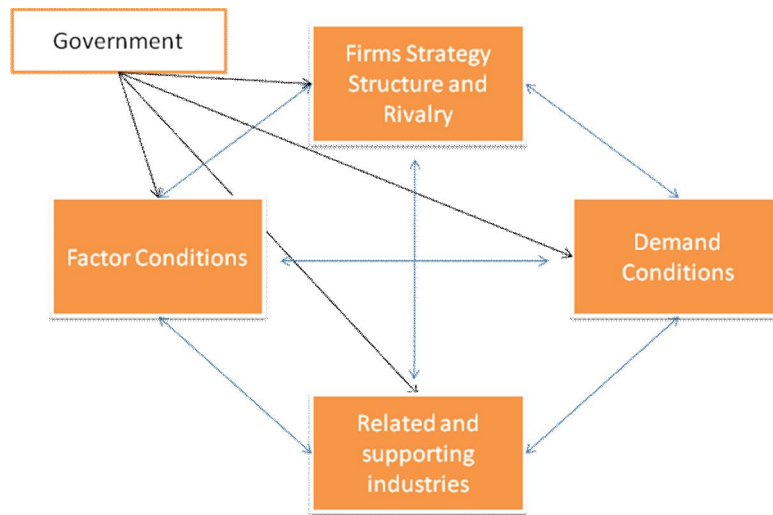 Government
Firms Strategy
Structure and
Rivalry
Factor Conditions
Demand
Conditions
Related and
supporting
industries